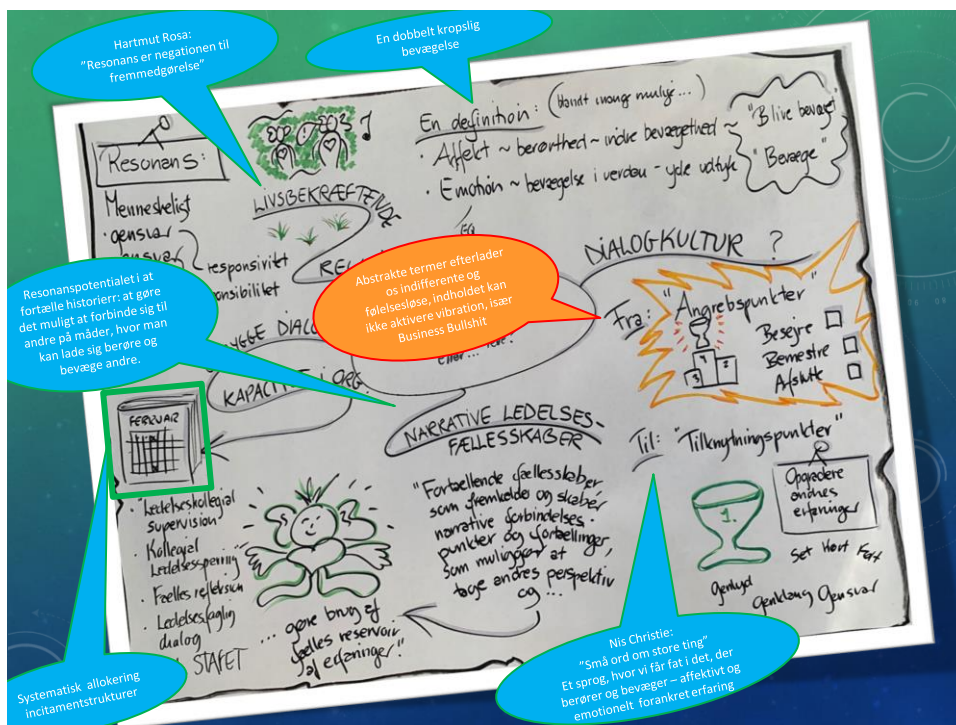 Hartmut Rosa:
"Resonans er negationen til
fremmedgørelse"
En dobbelt kropslig
bevægelse
Resonans:
Menneskeligt
· gensvar
responsivitet
LIVSBEKRÆFTENDE
En definition: (blandt mange mulige...)
· Affekt ~ berørthed ~ indre bevægethed ~
· Emotion ~ bevægelse i verden - yde udtryk
"Blive bevæget"
"Bevæge"
Resonanspotentialet i at
fortælle historierr: at gøre
det muligt at forbinde sig til
andre på måder, hvor man
kan lade sig berøre og
bevæge andre.
Abstrakte termer efterlader
os indifferente og
følelsesløse, indholdet kan
ikke aktivere vibration, især
Business Bullshit
DIALOGKULTUR ?
Fra: "Angrebspunkter"
1
2
3
Besejre
Bemestre
Afslutte
KAPACITET i ORG.
FEBRUAR
· Ledelseskollegial
supervision
· Kollegial
Ledelsessparring
· Fælles refleksion
· Ledelsesfaglig
dialog
STAFET
NARRATIVE LEDELSES-
FÆLLESSKABER
"Fortællende fællesskaber
som fremkalder og skaber
narrative forbindelses-
punkter og fortællinger,
som muliggør at
tage andres perspektiv
og ...
... gøre brug af
fælles reservoir
af erfaringer."
Til: "Tilknytningspunkter"
1.
Opgradere
andres
erfaringer
Set Hørt Følt
Genlyd
Genklang Gensvar
Systematisk allokering
incitamentstrukturer
Nis Christie:
"Små ord om store ting"
Et sprog, hvor vi får fat i det, der
berører og bevæger – affektivt og
emotionelt forankret erfaring